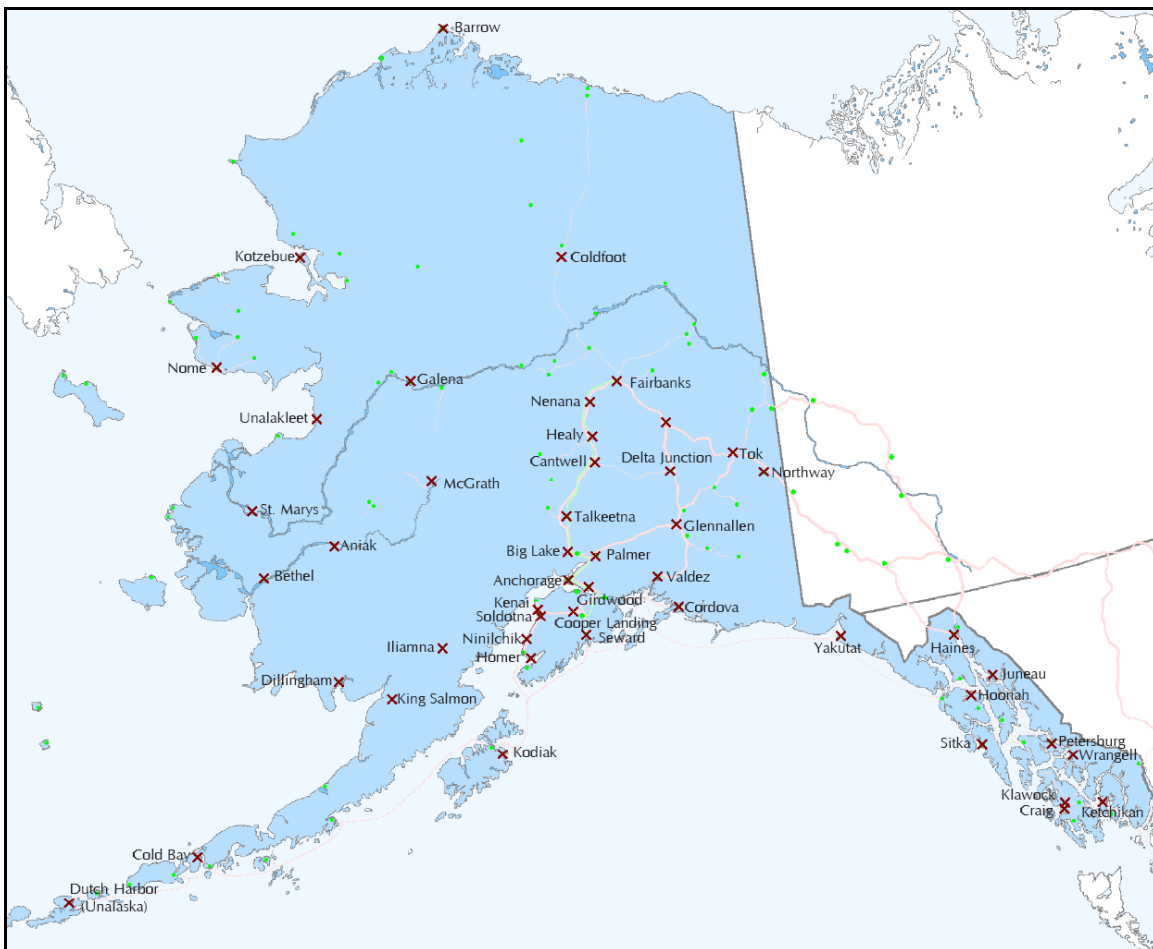 Barrow
Kotzebue
Coldfoot
Nome
Galena
Fairbanks
Nenana
Unalakleet
Healy
Cantwell
Delta Junction
Tok
Northway
McGrath
St. Marys
Talkeetna
Glennallen
Aniak
Big Lake
Palmer
Bethel
Anchorage
Valdez
Girdwood
Kenai
Soldotna
Cordova
Cooper Landing
Ninilchik
Seward
Iliamna
Homer
Yakutat
Haines
Dillingham
King Salmon
Juneau
Hoonah
Kodiak
Sitka
Petersburg
Wrangell
Klawock
Craig
Ketchikan
Cold Bay
Dutch Harbor
(Unalaska)